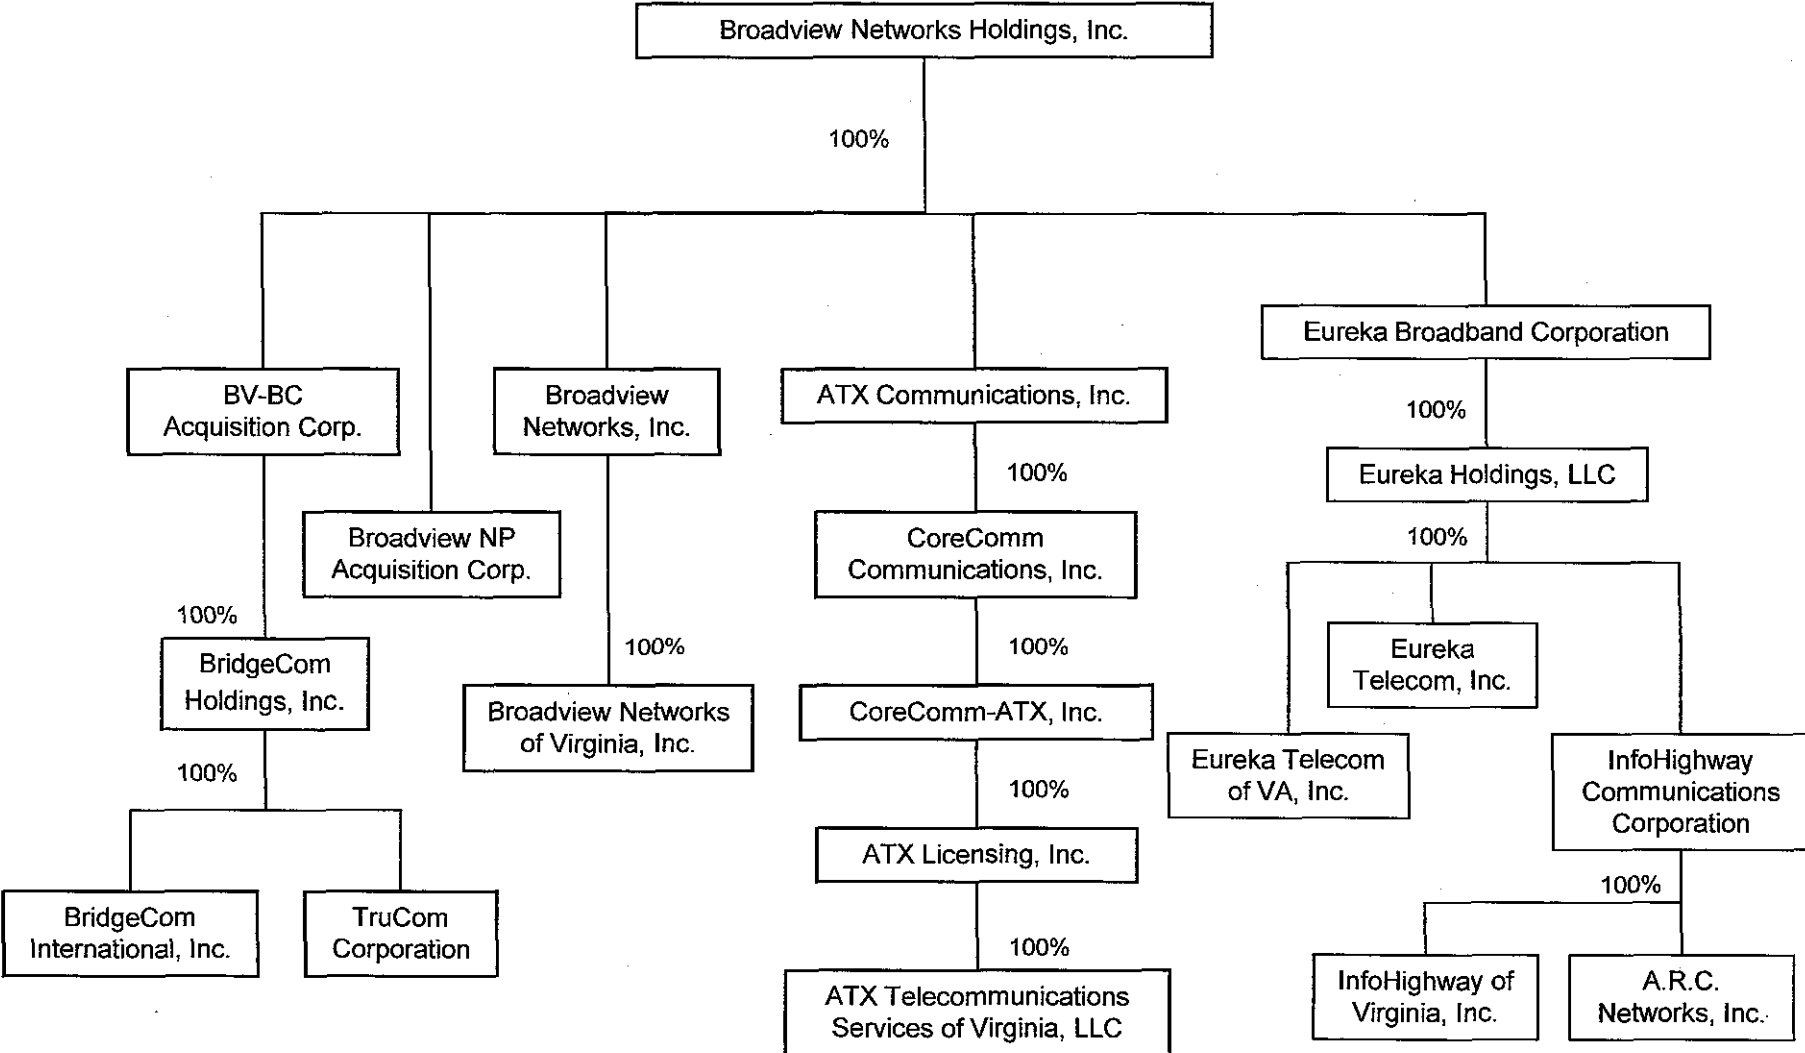 Broadview Networks Holdings, Inc.
100%
Eureka Broadband Corporation
BV-BC
Acquisition Corp.
Broadview
Networks, Inc.
ATX Communications, Inc.
100%
Eureka Holdings, LLC
100%
100%
Broadview NP
Acquisition Corp.
CoreComm
Communications, Inc.
100%
BridgeCom
Holdings, Inc.
100%
Broadview Networks
of Virginia, Inc.
100%
CoreComm-ATX, Inc.
Eureka
Telecom, Inc.
Eureka Telecom
of VA, Inc.
InfoHighway
Communications
Corporation
100%
100%
ATX Licensing, Inc.
100%
BridgeCom
International, Inc.
TruCom
Corporation
100%
ATX Telecommunications
Services of Virginia, LLC
InfoHighway of
Virginia, Inc.
A.R.C.
Networks, Inc.